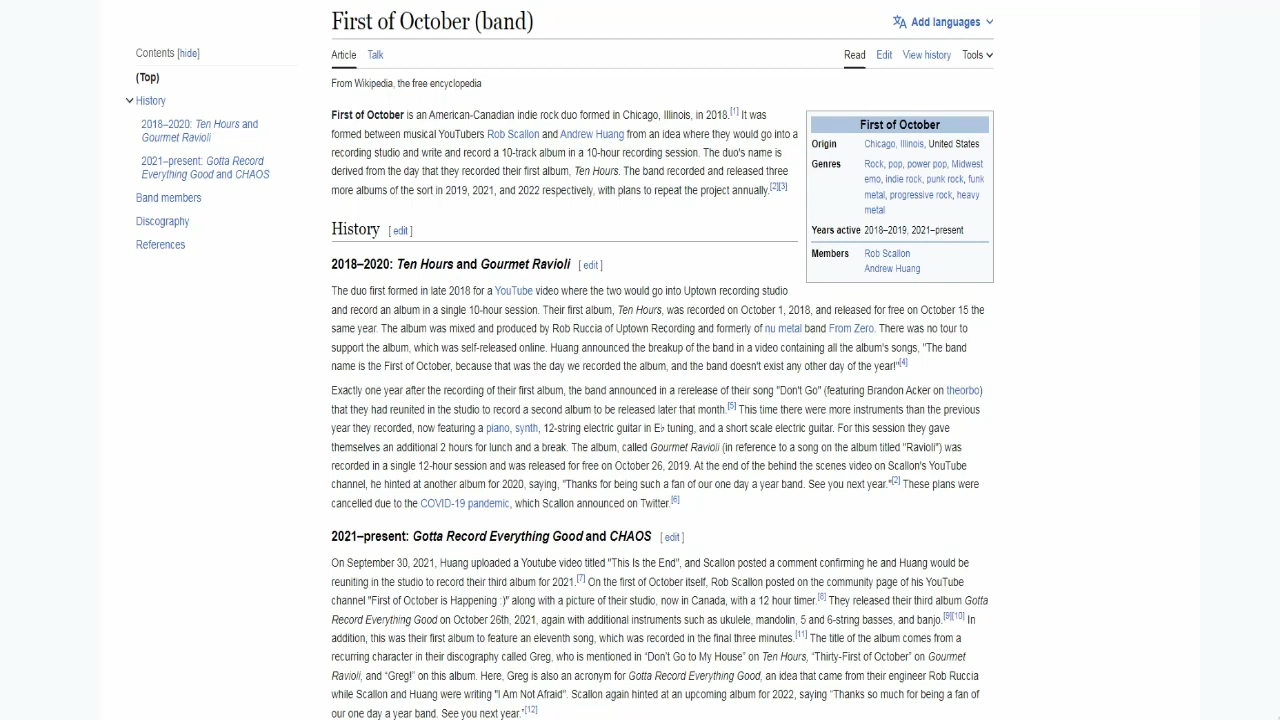 First of October (band)
Add languages
Contents [hide]
(Top)
History
2018–2020: Ten Hours and
Gourmet Ravioli
2021–present: Gotta Record
Everything Good and CHAOS
Band members
Discography
References
Article Talk
Read Edit View history Tools
From Wikipedia, the free encyclopedia
First of October is an American-Canadian indie rock duo formed in Chicago, Illinois, in 2018.[1] It was
formed between musical YouTubers Rob Scallon and Andrew Huang from an idea where they would go into a
recording studio and write and record a 10-track album in a 10-hour recording session. The duo's name is
derived from the day that they recorded their first album, Ten Hours. The band recorded and released three
more albums of the sort in 2019, 2021, and 2022 respectively, with plans to repeat the project annually.[2][3]
First of October
Origin Chicago, Illinois, United States
Genres Rock, pop, power pop, Midwest
emo, indie rock, punk rock, funk
metal, progressive rock, heavy
metal
Years active 2018–2019, 2021–present
Members Rob Scallon
Andrew Huang
History [ edit ]
2018–2020: Ten Hours and Gourmet Ravioli [ edit ]
The duo first formed in late 2018 for a YouTube video where the two would go into Uptown recording studio
and record an album in a single 10-hour session. Their first album, Ten Hours, was recorded on October 1, 2018, and released for free on October 15 the
same year. The album was mixed and produced by Rob Ruccia of Uptown Recording and formerly of nu metal band From Zero. There was no tour to
support the album, which was self-released online. Huang announced the breakup of the band in a video containing all the album's songs, "The band
name is the First of October, because that was the day we recorded the album, and the band doesn't exist any other day of the year!"[4]
Exactly one year after the recording of their first album, the band announced in a rerelease of their song "Don't Go" (featuring Brandon Acker on theorbo)
that they had reunited in the studio to record a second album to be released later that month.[5] This time there were more instruments than the previous
year they recorded, now featuring a piano, synth, 12-string electric guitar in E♭ tuning, and a short scale electric guitar. For this session they gave
themselves an additional 2 hours for lunch and a break. The album, called Gourmet Ravioli (in reference to a song on the album titled "Ravioli") was
recorded in a single 12-hour session and was released for free on October 26, 2019. At the end of the behind the scenes video on Scallon's YouTube
channel, he hinted at another album for 2020, saying, "Thanks for being such a fan of our one day a year band. See you next year."[2] These plans were
cancelled due to the COVID-19 pandemic, which Scallon announced on Twitter.[6]
2021–present: Gotta Record Everything Good and CHAOS [ edit ]
On September 30, 2021, Huang uploaded a Youtube video titled "This Is the End", and Scallon posted a comment confirming he and Huang would be
reuniting in the studio to record their third album for 2021.[7] On the first of October itself, Rob Scallon posted on the community page of his YouTube
channel "First of October is Happening :)" along with a picture of their studio, now in Canada, with a 12 hour timer.[8] They released their third album Gotta
Record Everything Good on October 26th, 2021, again with additional instruments such as ukulele, mandolin, 5 and 6-string basses, and banjo.[9][10] In
addition, this was their first album to feature an eleventh song, which was recorded in the final three minutes.[11] The title of the album comes from a
recurring character in their discography called Greg, who is mentioned in “Don't Go to My House” on Ten Hours, “Thirty-First of October” on Gourmet
Ravioli, and “Greg!” on this album. Here, Greg is also an acronym for Gotta Record Everything Good, an idea that came from their engineer Rob Ruccia
while Scallon and Huang were writing "I Am Not Afraid". Scallon again hinted at an upcoming album for 2022, saying “Thanks so much for being a fan of
our one day a year band. See you next year.”[12]